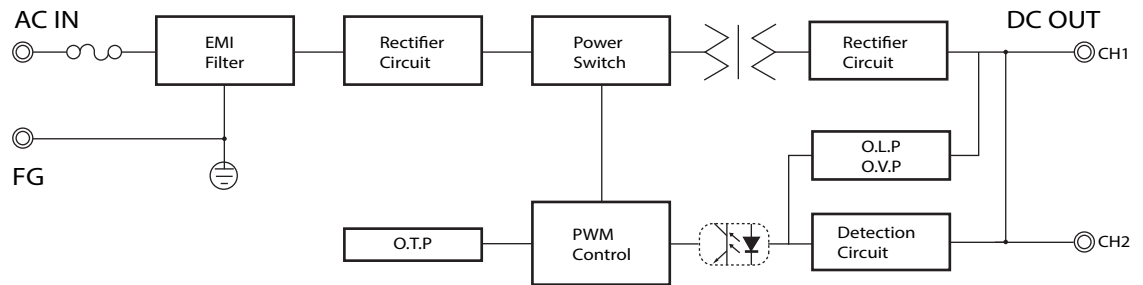 AC IN
DC OUT
EMI
Filter
Rectifier
Circuit
Power
Switch
Rectifier
Circuit
CH1
FG
O.L.P
O.V.P
O.T.P
PWM
Control
Detection
Circuit
CH2